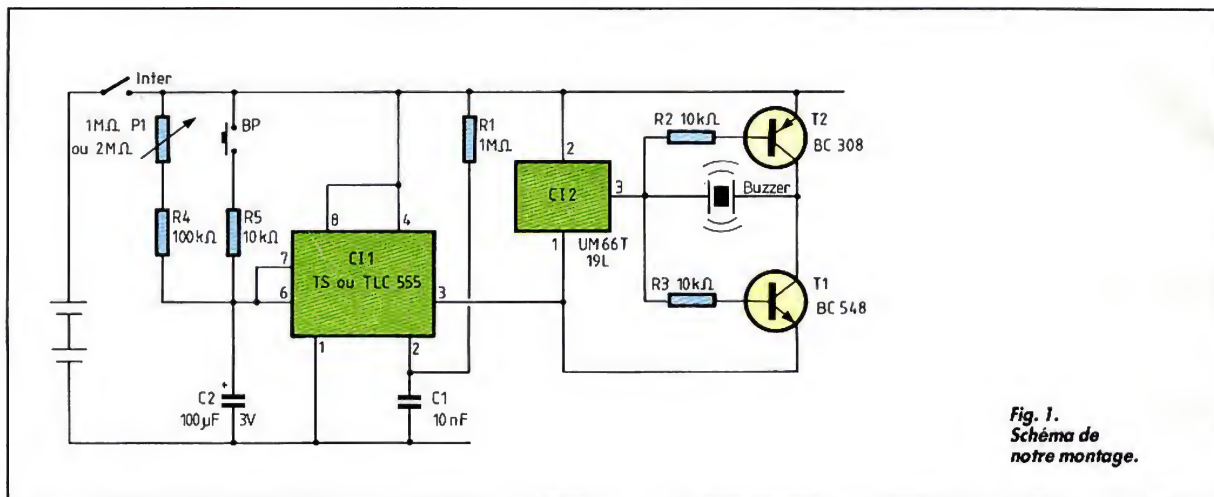 Inter
1MΩ P1
ou 2MΩ
BP
R4
100kΩ
R5
10kΩ
8
4
7
6
CI1
TS ou TLC 555
3
1
2
C2
100µF
+
3V
C1
10nF
R1
1MΩ
2
CI2
3
1
UM66T
19L
R2 10kΩ
Buzzer
R3 10kΩ
T2
BC 308
T1
BC 548
Fig. 1.
Schéma de
notre montage.